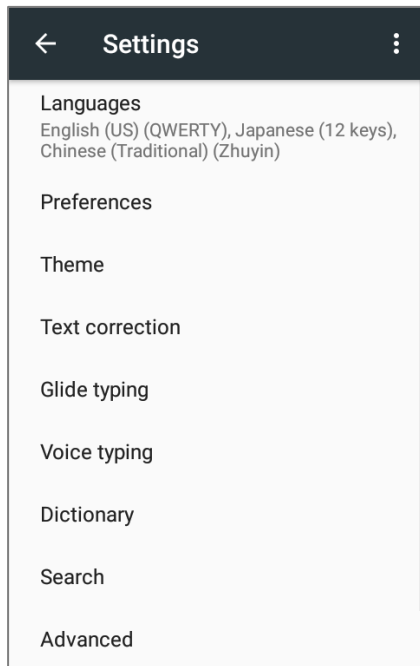 Settings
Languages
English (US) (QWERTY), Japanese (12 keys),
Chinese (Traditional) (Zhuyin)
Preferences
Theme
Text correction
Glide typing
Voice typing
Dictionary
Search
Advanced